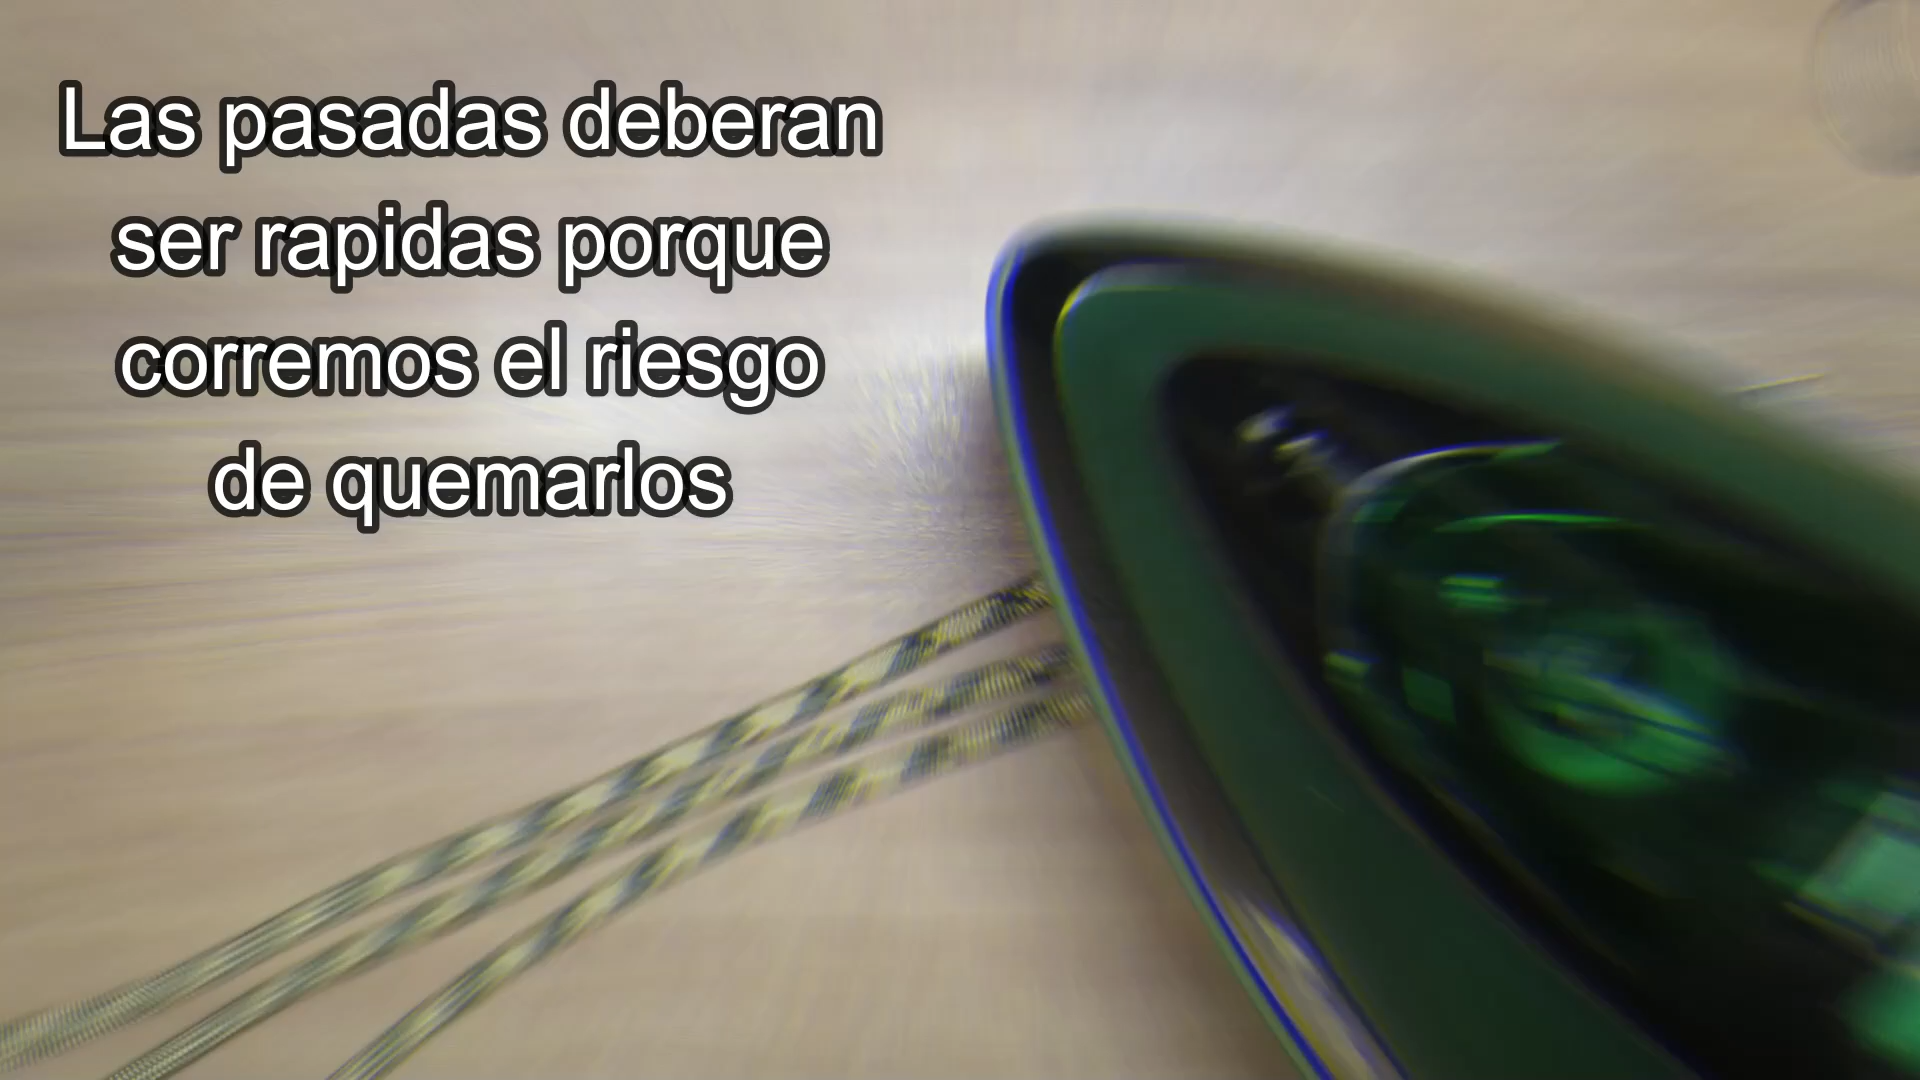 Las pasadas deberan
ser rapidas porque
corremos el riesgo
de quemarlos